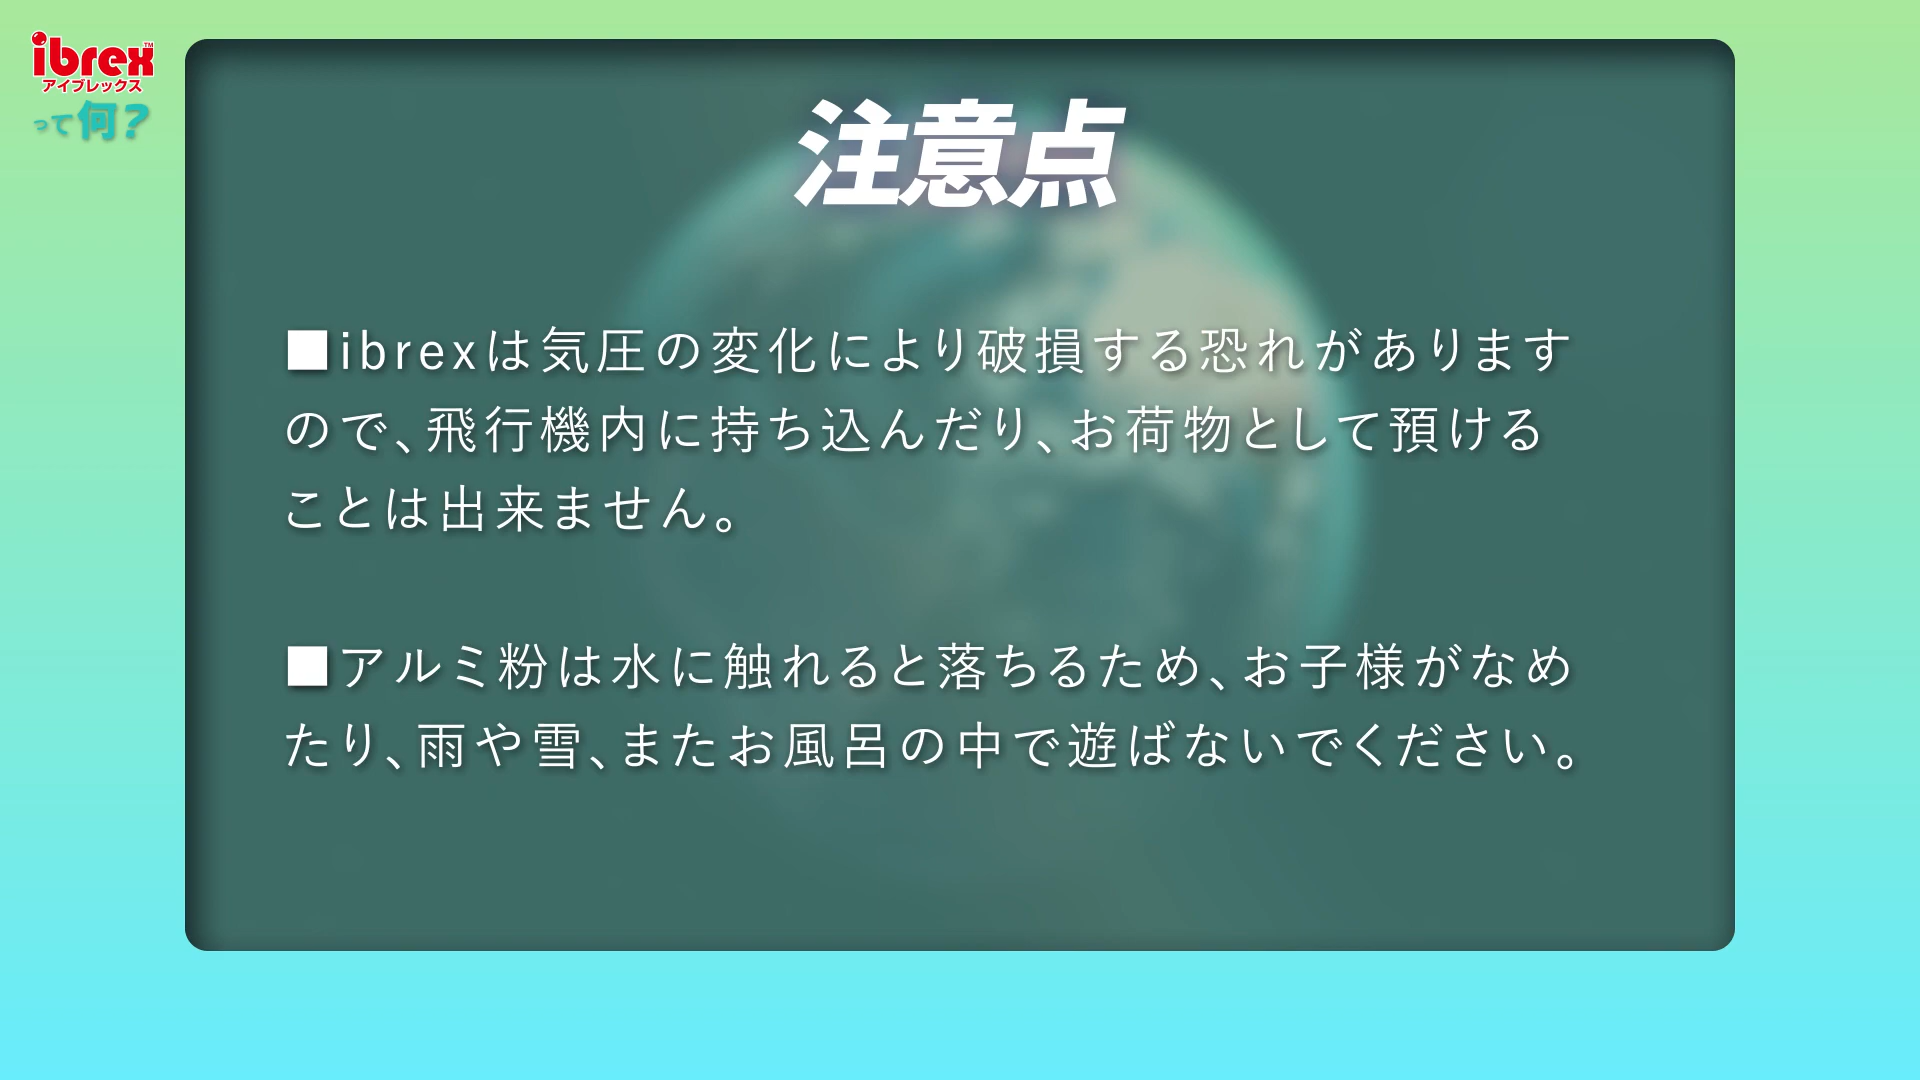 ibrex™
アイブレックス
って何?
注意点
■ibrexは気圧の変化により破損する恐れがあります
ので、飛行機内に持ち込んだり、お荷物として預ける
ことは出来ません。
■アルミ粉は水に触れると落ちるため、お子様がなめ
たり、雨や雪、またお風呂の中で遊ばないでください。